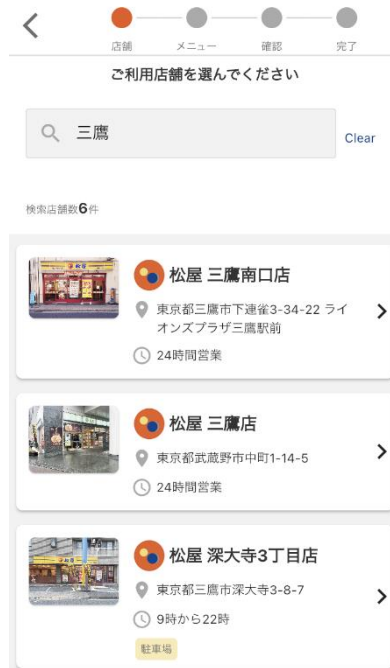 店舗 メニュー 確認 完了
ご利用店舗を選んでください
三鷹
Clear
検索店舗数6件
松屋 三鷹南口店
東京都三鷹市下連雀3-34-22 ライ
オンズプラザ三鷹駅前
24時間営業
松屋 三鷹店
東京都武蔵野市中町1-14-5
24時間営業
松屋 深大寺3丁目店
東京都三鷹市深大寺3-8-7
9時から22時
駐車場